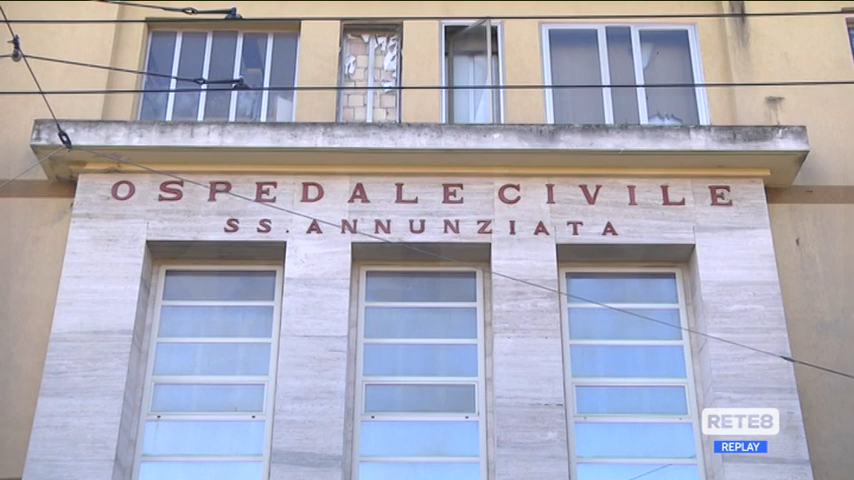 OSPEDALE CIVILE
SS. ANNUNZIATA
RETE8
REPLAY